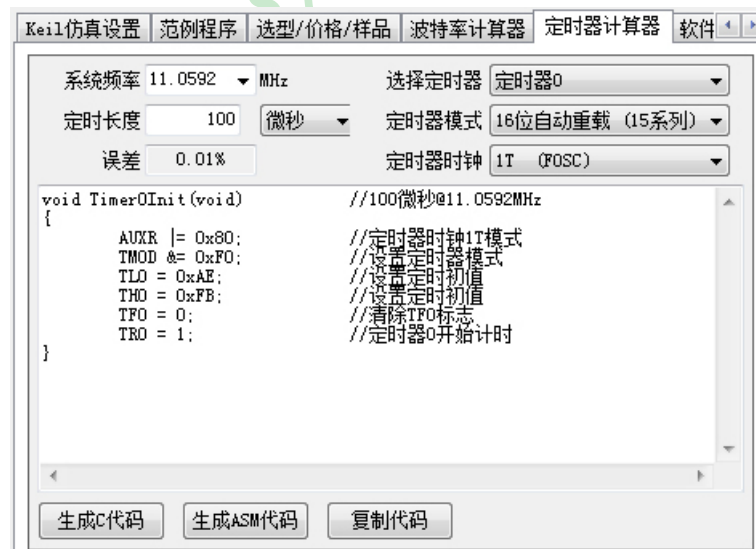 Keil仿真设置 范例程序 选型/价格/样品 波特率计算器 定时器计算器 软件
系统频率 11.0592 MHz 选择定时器 定时器0
定时长度 100 微秒 定时器模式 16位自动重载 (15系列)
误差 0.01% 定时器时钟 1T (FOSC)
void Timer0Init(void) //100微秒@11.0592MHz
{
AUXR |= 0x80; //定时器时钟1T模式
TMOD &= 0xF0; //设置定时器模式
TL0 = 0xAE; //设置定时初值
TH0 = 0xFB; //设置定时初值
TF0 = 0; //清除TF0标志
TR0 = 1; //定时器0开始计时
}
生成C代码 生成ASM代码 复制代码